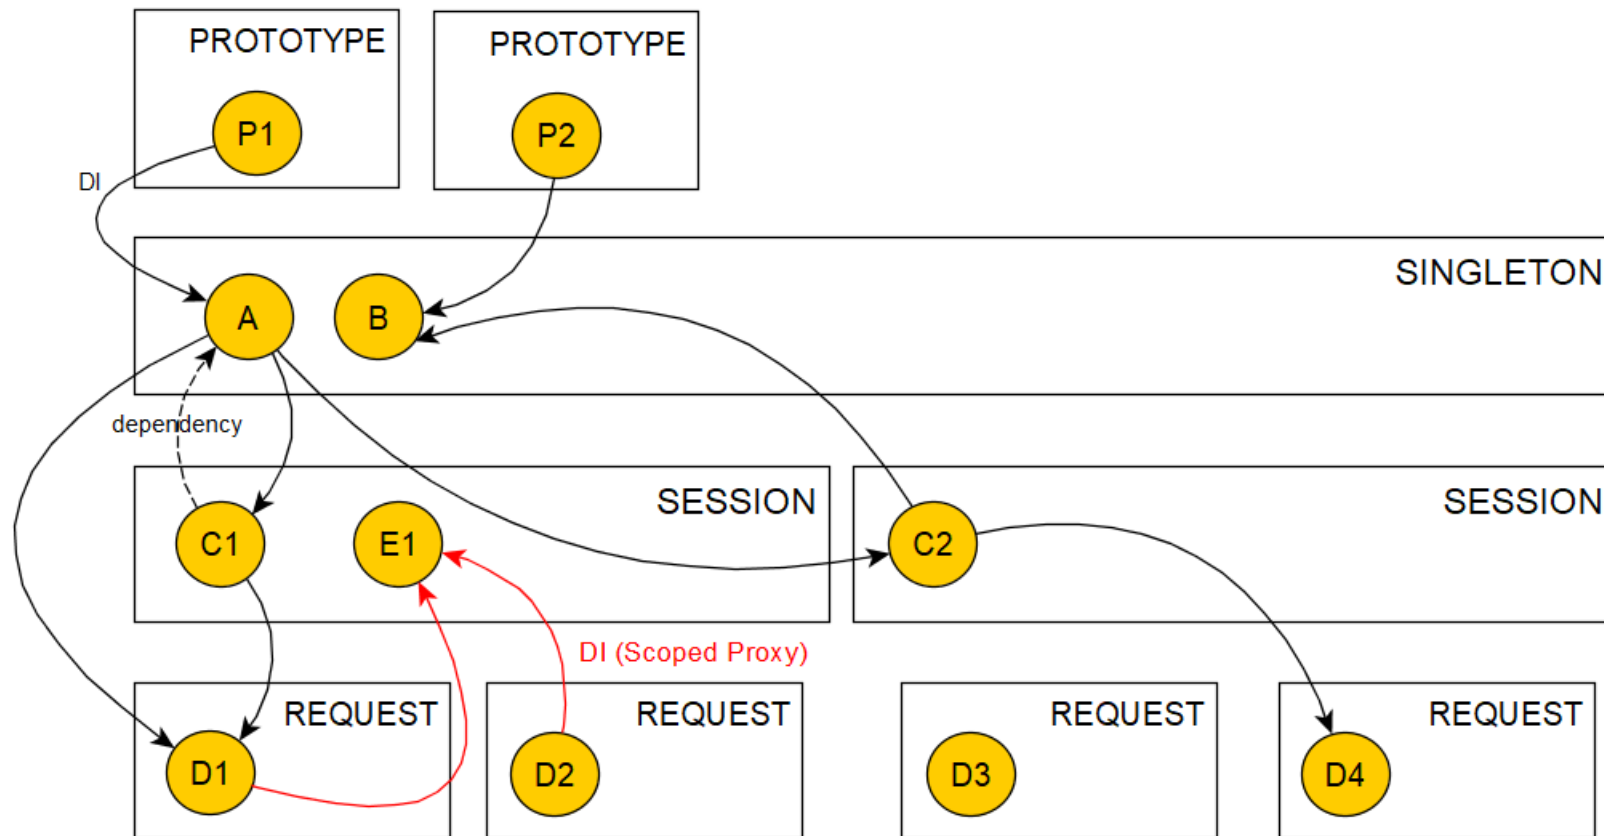 PROTOTYPE
PROTOTYPE
P1
P2
DI
SINGLETON
A
B
dependency
SESSION
SESSION
C1
E1
C2
DI (Scoped Proxy)
REQUEST
REQUEST
REQUEST
REQUEST
D1
D2
D3
D4